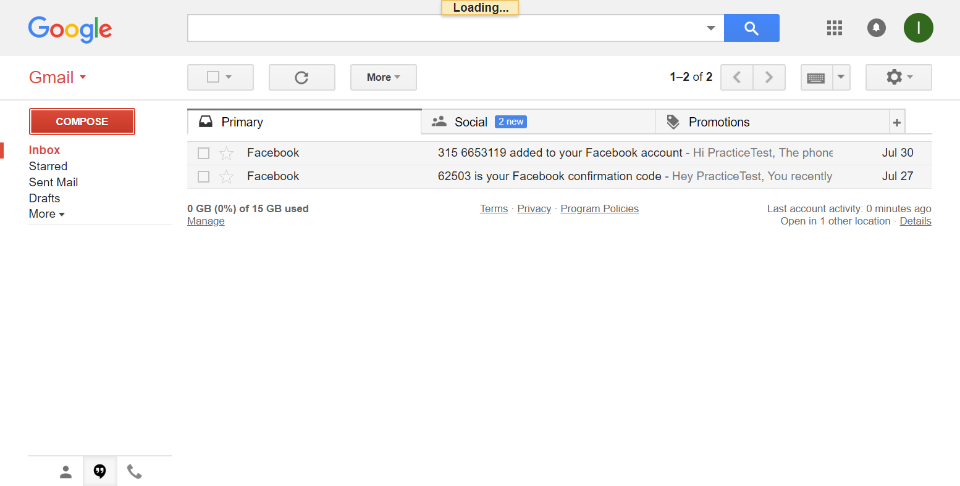 Loading...
Google
I
Gmail
More
1–2 of 2
COMPOSE
Primary
Social 2 new
Promotions
+
Inbox
Starred
Sent Mail
Drafts
More
Facebook 315 6653119 added to your Facebook account - Hi PracticeTest, The phone Jul 30
Facebook 62503 is your Facebook confirmation code - Hey PracticeTest, You recently Jul 27
0 GB (0%) of 15 GB used
Manage
Terms · Privacy · Program Policies
Last account activity: 0 minutes ago
Open in 1 other location · Details